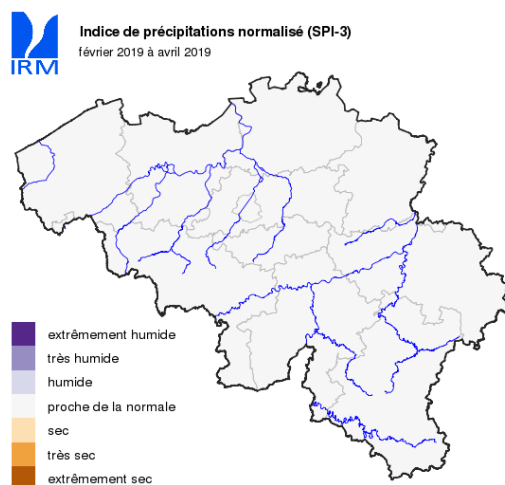 Indice de précipitations normalisé (SPI-3)
février 2019 à avril 2019
IRM
extrêmement humide
très humide
humide
proche de la normale
sec
très sec
extrêmement sec